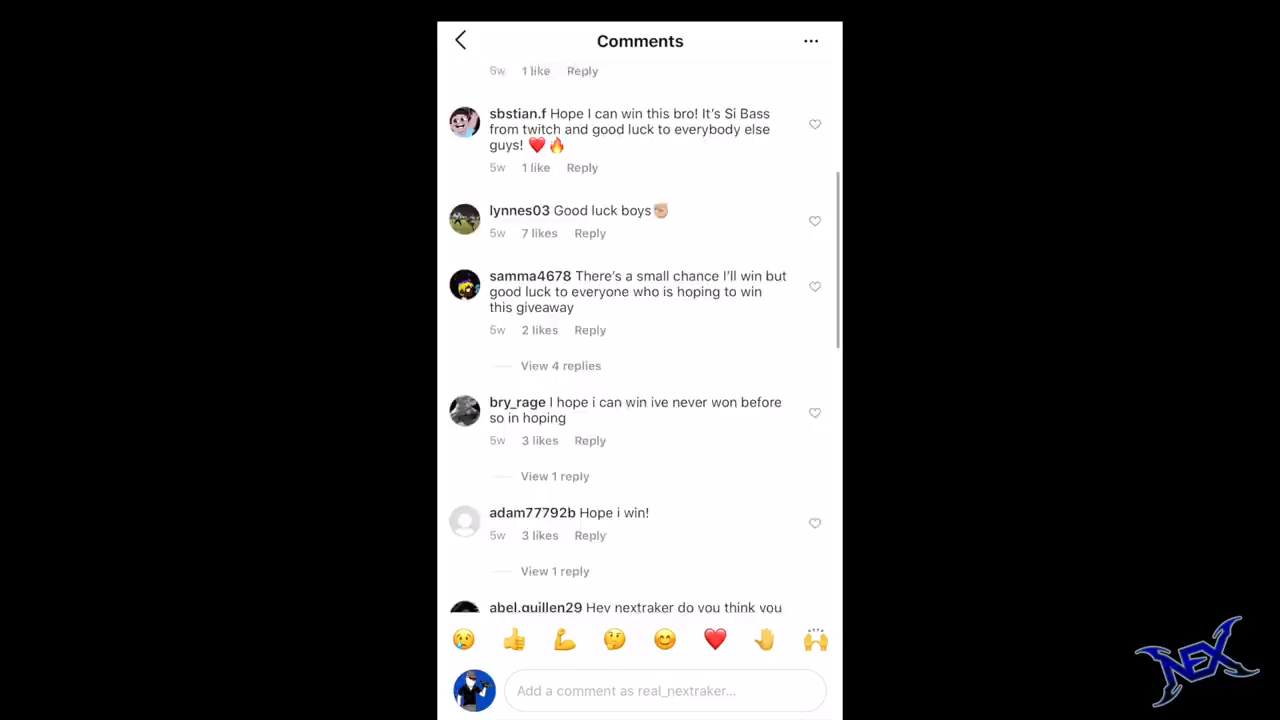 Comments
5w 1 like Reply
sbstian.f Hope I can win this bro! It's Si Bass
from twitch and good luck to everybody else
guys! ❤️🔥
5w 1 like Reply
lynnes03 Good luck boys✊🏼
5w 7 likes Reply
samma4678 There's a small chance I'll win but
good luck to everyone who is hoping to win
this giveaway
5w 2 likes Reply
View 4 replies
bry_rage I hope i can win ive never won before
so in hoping
5w 3 likes Reply
View 1 reply
adam77792b Hope i win!
5w 3 likes Reply
View 1 reply
abel.guillen29 Hey nextraker do you think you
Add a comment as real_nextraker...
NEX